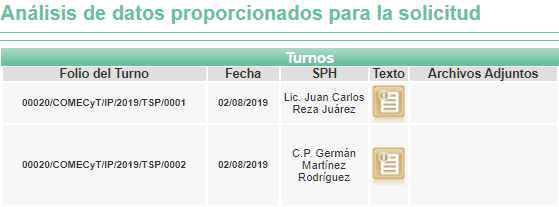 Análisis de datos proporcionados para la solicitud
Turnos
Folio del Turno Fecha SPH Texto Archivos Adjuntos
00020/COMECyT/IP/2019/TSP/0001 02/08/2019 Lic. Juan Carlos
Reza Juárez
00020/COMECyT/IP/2019/TSP/0002 02/08/2019 C.P. Germán
Martínez
Rodríguez